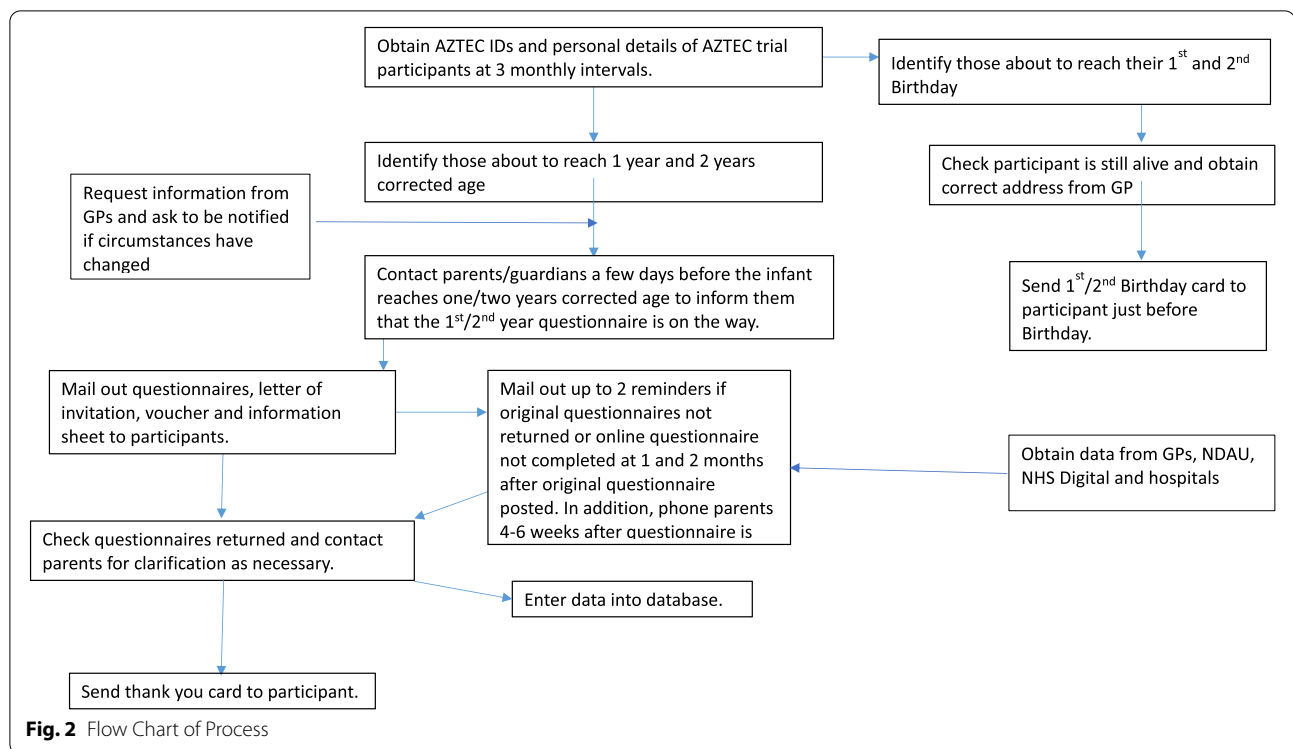 Obtain AZTEC IDs and personal details of AZTEC trial
participants at 3 monthly intervals.
Identify those about to reach their 1st and 2nd
Birthday
Identify those about to reach 1 year and 2 years
corrected age
Check participant is still alive and obtain
correct address from GP
Request information from
GPs and ask to be notified
if circumstances have
changed
Contact parents/guardians a few days before the infant
reaches one/two years corrected age to inform them
that the 1st/2nd year questionnaire is on the way.
Send 1st/2nd Birthday card to
participant just before
Birthday.
Mail out questionnaires, letter of
invitation, voucher and information
sheet to participants.
Mail out up to 2 reminders if
original questionnaires not
returned or online questionnaire
not completed at 1 and 2 months
after original questionnaire
posted. In addition, phone parents
4-6 weeks after questionnaire is
Obtain data from GPs, NDAU,
NHS Digital and hospitals
Check questionnaires returned and contact
parents for clarification as necessary.
Enter data into database.
Send thank you card to participant.
Fig. 2 Flow Chart of Process